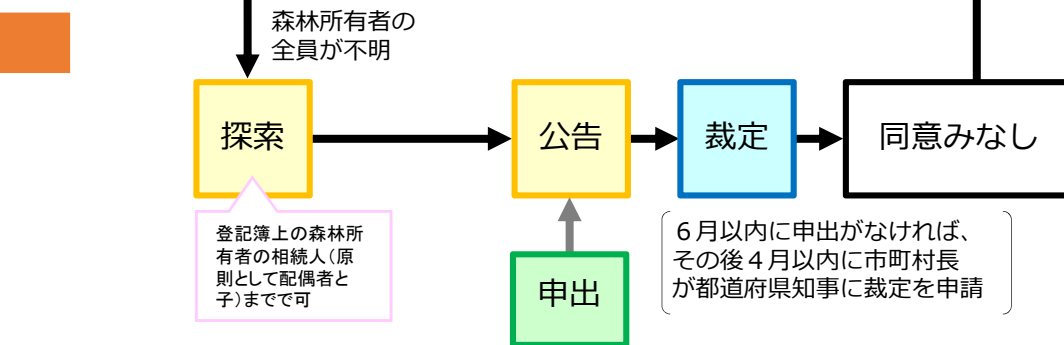 森林所有者の
全員が不明
探索
公告
裁定
同意みなし
登記簿上の森林所
有者の相続人（原
則として配偶者と
子）までで可
申出
６月以内に申出がなければ、
その後４月以内に市町村長
が都道府県知事に裁定を申請